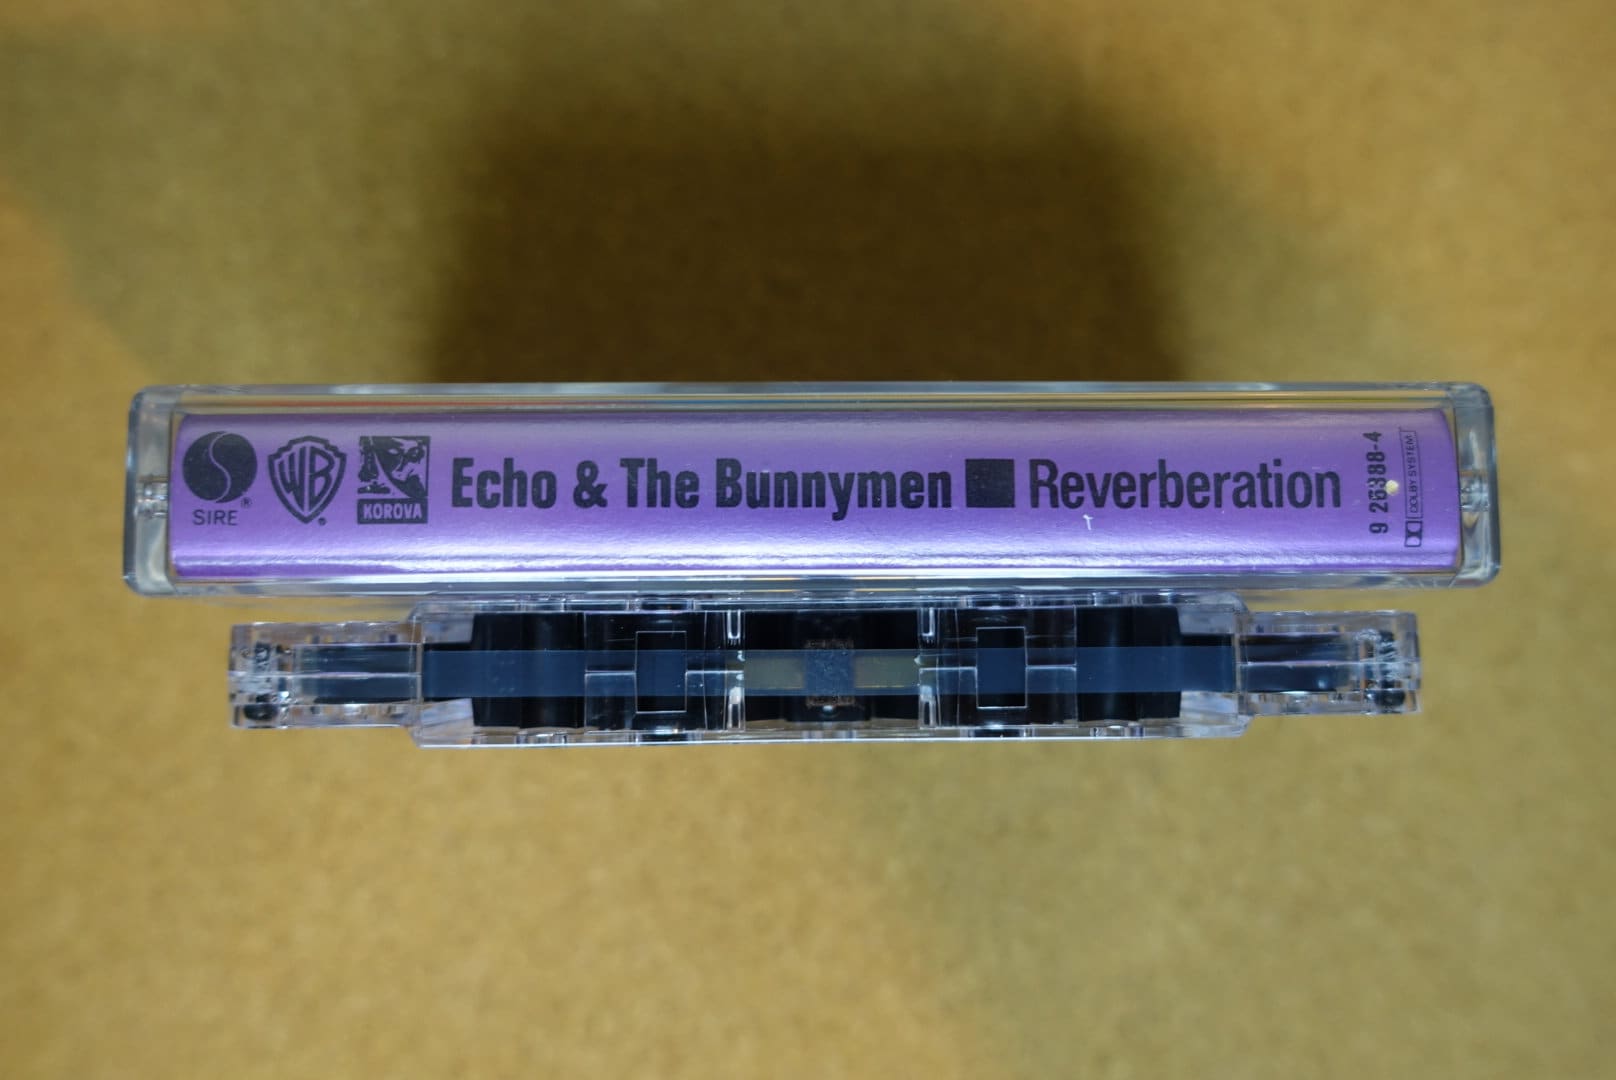 SIRE®
WB®
KOROVA
Echo & The Bunnymen ■ Reverberation
9 26388-4
DOLBY SYSTEM